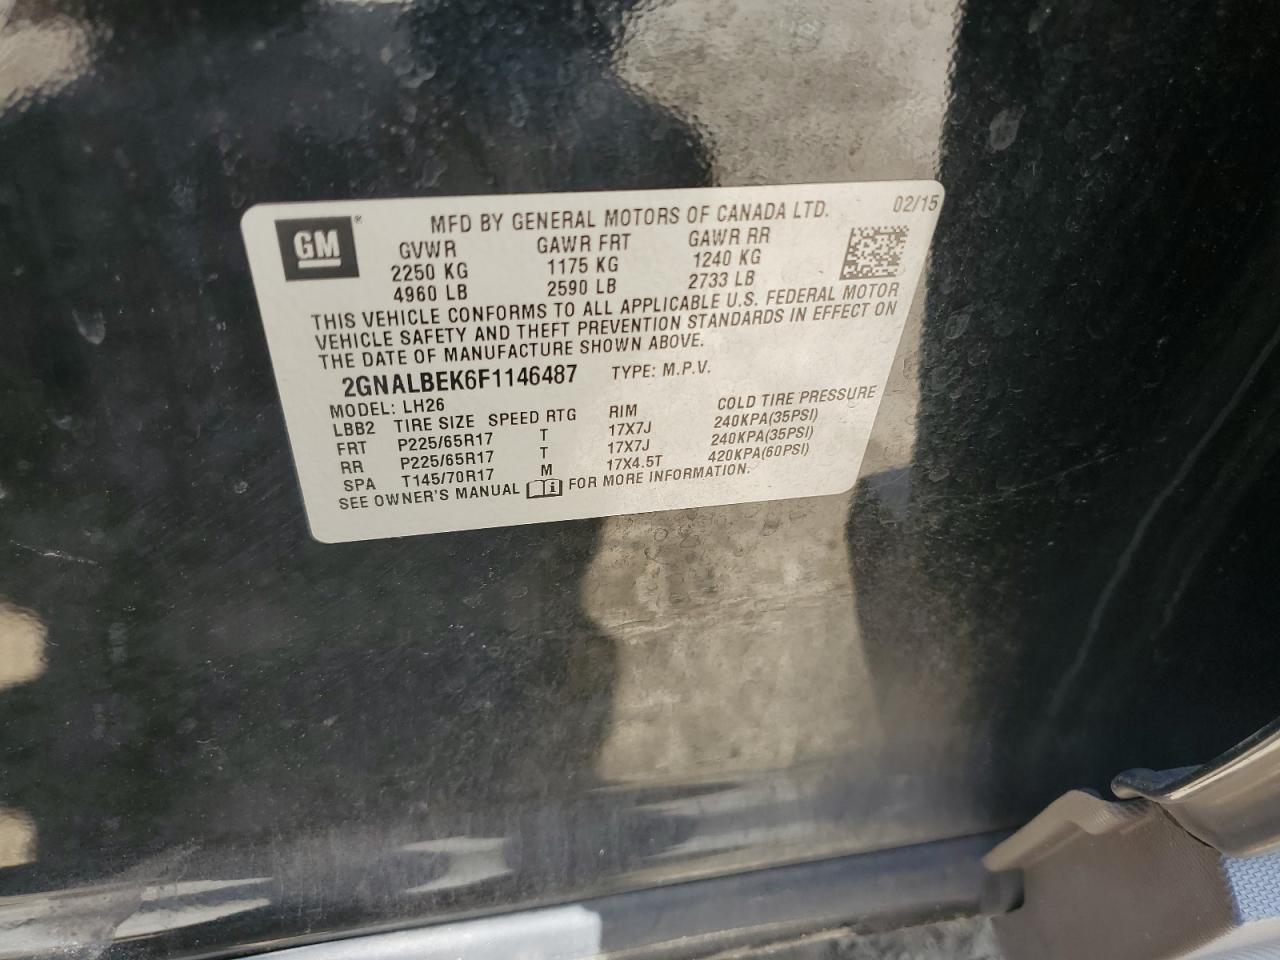 GM ®
MFD BY GENERAL MOTORS OF CANADA LTD. 02/15
GVWR GAWR FRT GAWR RR
2250 KG 1175 KG 1240 KG
4960 LB 2590 LB 2733 LB
THIS VEHICLE CONFORMS TO ALL APPLICABLE U.S. FEDERAL MOTOR
VEHICLE SAFETY AND THEFT PREVENTION STANDARDS IN EFFECT ON
THE DATE OF MANUFACTURE SHOWN ABOVE.
2GNALBEK6F1146487 TYPE: M.P.V.
MODEL: LH26
LBB2 TIRE SIZE SPEED RTG RIM COLD TIRE PRESSURE
FRT P225/65R17 T 17X7J 240KPA(35PSI)
RR P225/65R17 T 17X7J 240KPA(35PSI)
SPA T145/70R17 M 17X4.5T 420KPA(60PSI)
SEE OWNER'S MANUAL i FOR MORE INFORMATION.